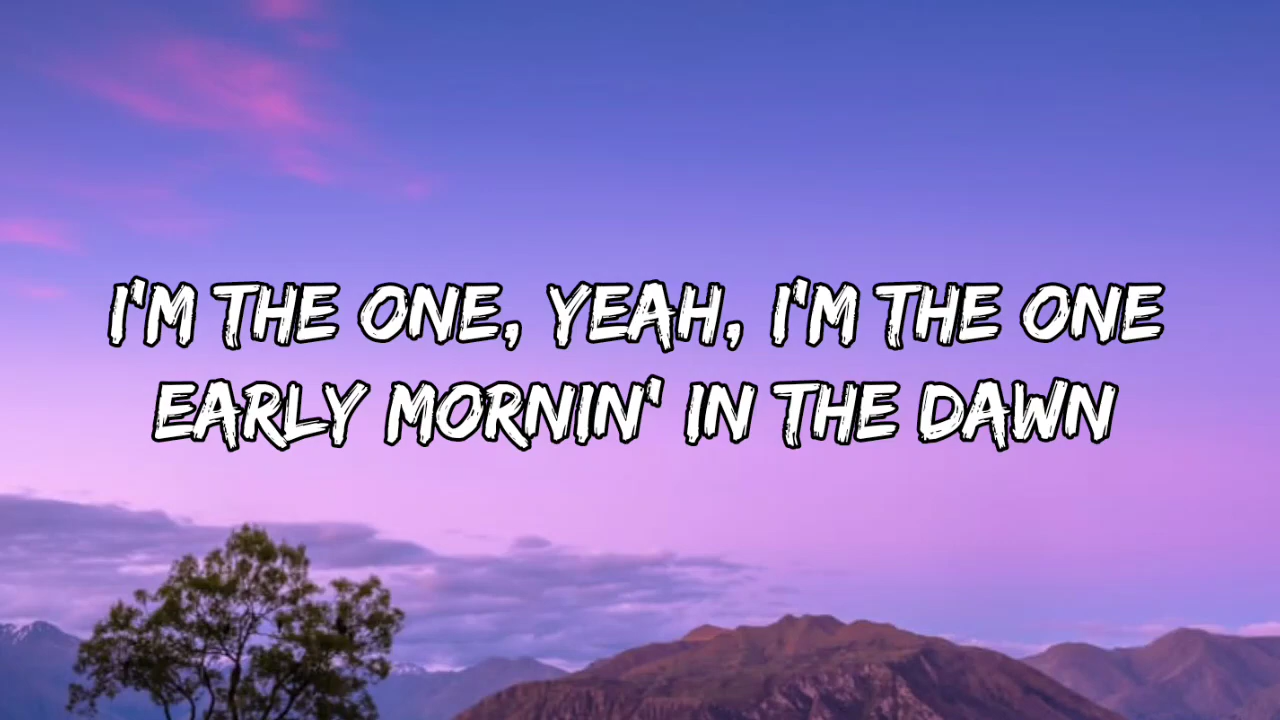 I'M THE ONE, YEAH, I'M THE ONE
EARLY MORNIN' IN THE DAWN